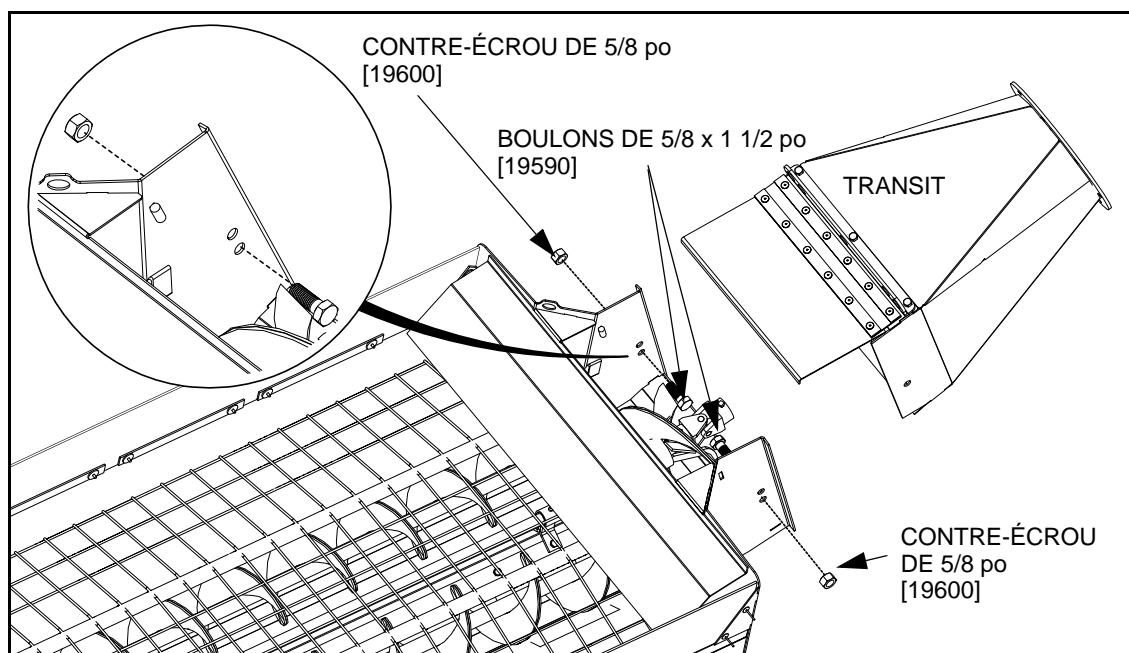 CONTRE-ÉCROU DE 5/8 po
[19600]
BOULONS DE 5/8 x 1 1/2 po
[19590]
TRANSIT
CONTRE-ÉCROU
DE 5/8 po
[19600]